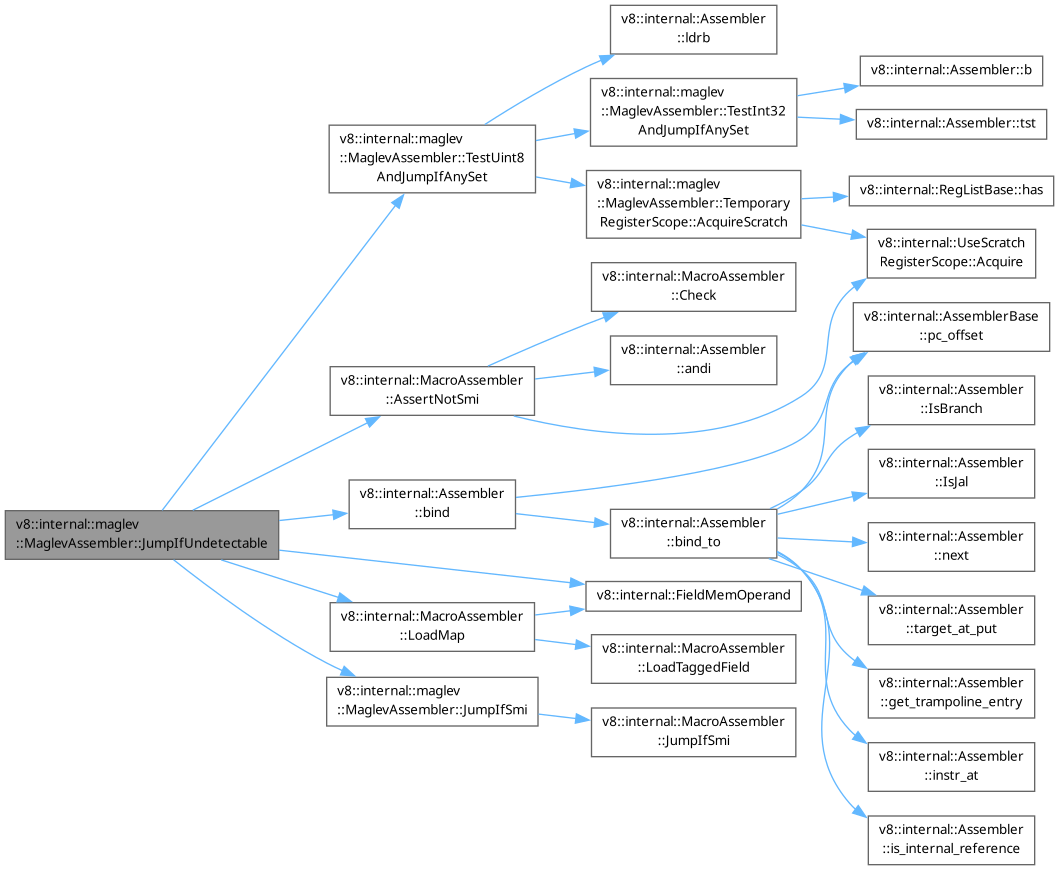 v8::internal::maglev
::MaglevAssembler::JumpIfUndetectable
v8::internal::maglev
::MaglevAssembler::TestUint8
AndJumpIfAnySet
v8::internal::MacroAssembler
::AssertNotSmi
v8::internal::Assembler
::bind
v8::internal::MacroAssembler
::LoadMap
v8::internal::maglev
::MaglevAssembler::JumpIfSmi
v8::internal::Assembler
::ldrb
v8::internal::maglev
::MaglevAssembler::TestInt32
AndJumpIfAnySet
v8::internal::maglev
::MaglevAssembler::Temporary
RegisterScope::AcquireScratch
v8::internal::MacroAssembler
::Check
v8::internal::Assembler
::andi
v8::internal::Assembler
::bind_to
v8::internal::FieldMemOperand
v8::internal::MacroAssembler
::LoadTaggedField
v8::internal::MacroAssembler
::JumpIfSmi
v8::internal::Assembler::b
v8::internal::Assembler::tst
v8::internal::RegListBase::has
v8::internal::UseScratch
RegisterScope::Acquire
v8::internal::AssemblerBase
::pc_offset
v8::internal::Assembler
::IsBranch
v8::internal::Assembler
::IsJal
v8::internal::Assembler
::next
v8::internal::Assembler
::target_at_put
v8::internal::Assembler
::get_trampoline_entry
v8::internal::Assembler
::instr_at
v8::internal::Assembler
::is_internal_reference